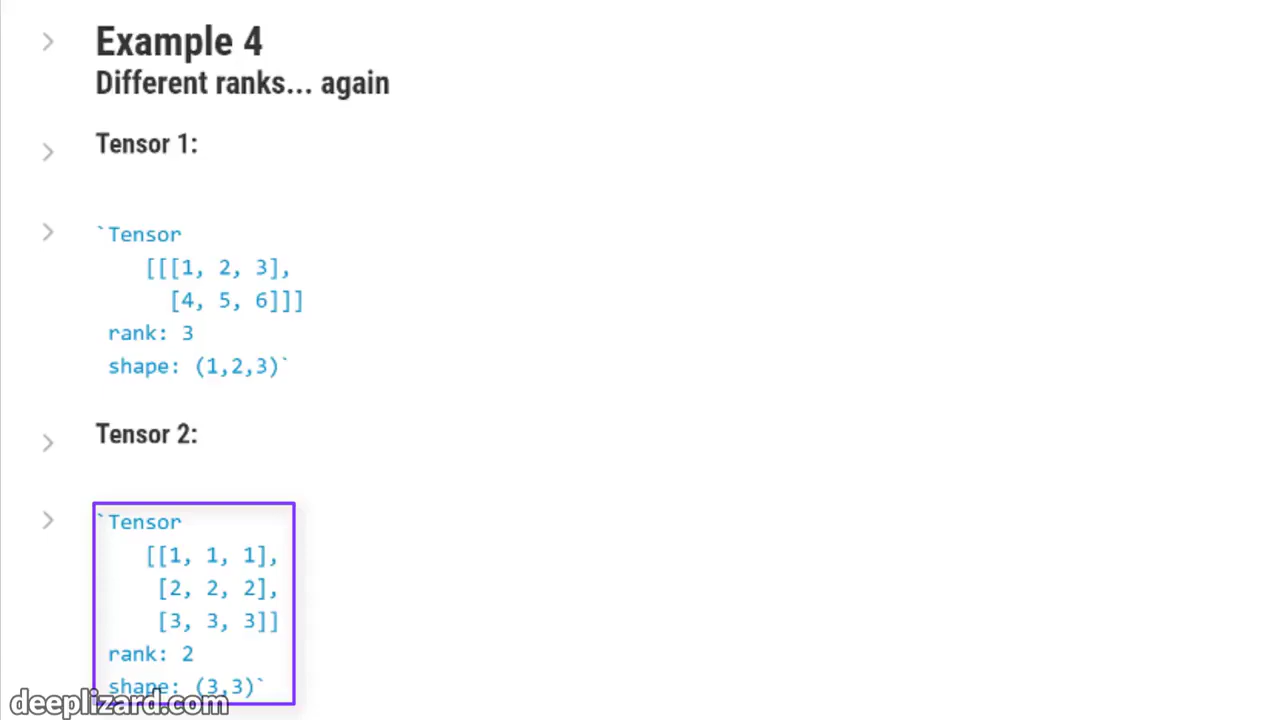 Example 4
Different ranks... again
Tensor 1:
`Tensor
[[[1, 2, 3],
[4, 5, 6]]]
rank: 3
shape: (1,2,3)`
Tensor 2:
`Tensor
[[1, 1, 1],
[2, 2, 2],
[3, 3, 3]]
rank: 2
shape: (3,3)`
deeplizard.com